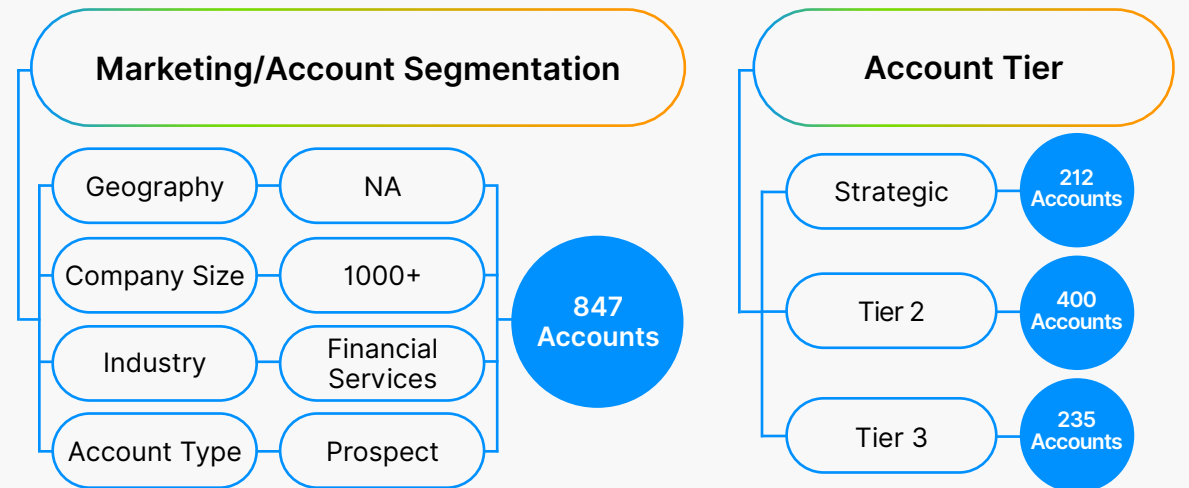 Marketing/Account Segmentation
Geography
NA
Company Size
1000+
Industry
Financial
Services
Account Type
Prospect
847
Accounts
Account Tier
Strategic
212
Accounts
Tier 2
400
Accounts
Tier 3
235
Accounts